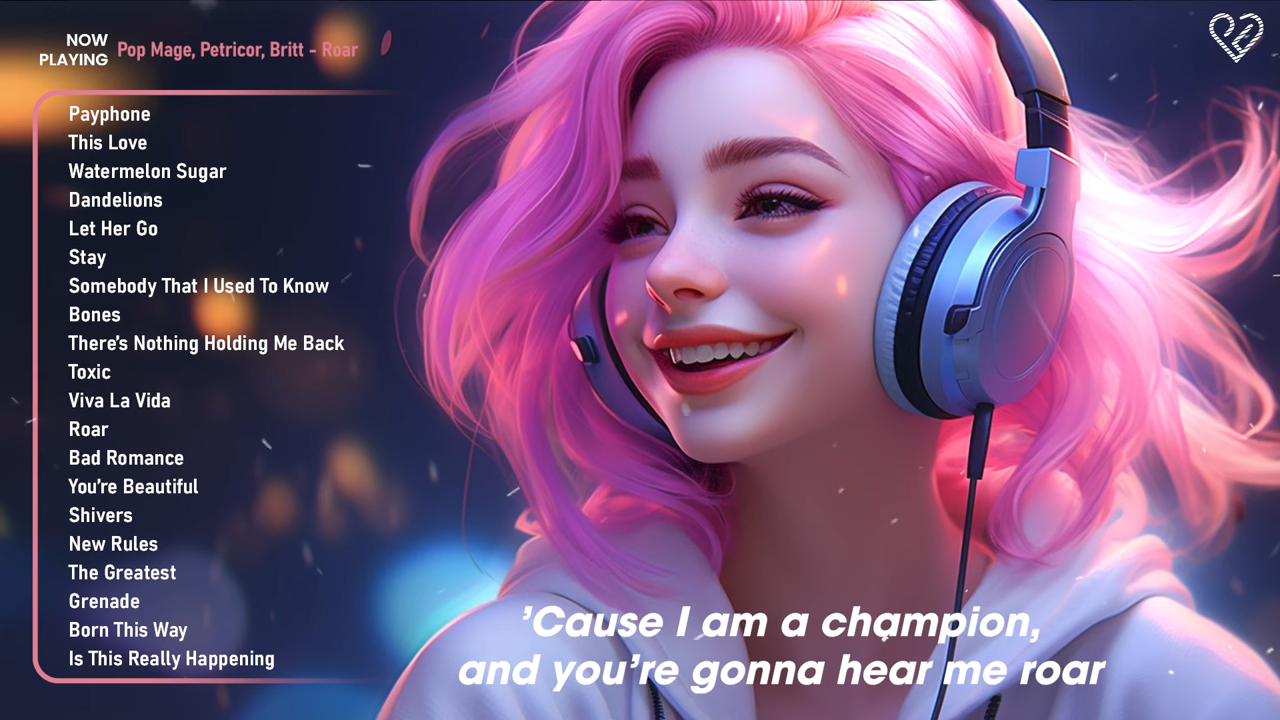 NOW
PLAYING
Pop Mage, Petricor, Britt - Roar
Payphone
This Love
Watermelon Sugar
Dandelions
Let Her Go
Stay
Somebody That I Used To Know
Bones
There's Nothing Holding Me Back
Toxic
Viva La Vida
Roar
Bad Romance
You're Beautiful
Shivers
New Rules
The Greatest
Grenade
Born This Way
Is This Really Happening
’Cause I am a champion,
and you’re gonna hear me roar